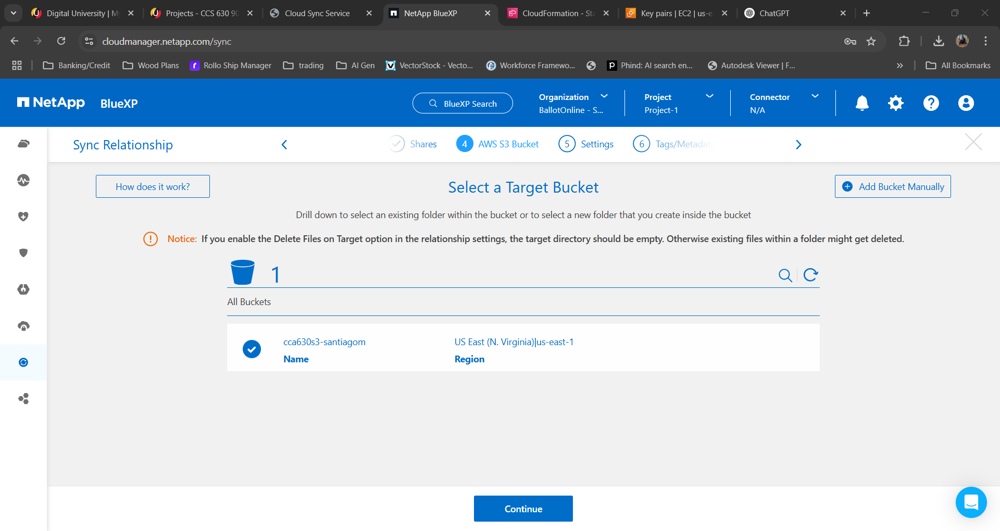 Digital University | My
Projects - CCS 630 90
Cloud Sync Service
NetApp BlueXP
CloudFormation - Sta
Key pairs | EC2 | us-e
ChatGPT
cloudmanager.netapp.com/sync
Banking/Credit
Wood Plans
r Rollo Ship Manager
trading
AI Gen
VectorStock - Vecto...
Workforce Framewo...
p Phind: AI search en...
Autodesk Viewer | F...
All Bookmarks
NetApp
BlueXP
BlueXP Search
Organization
BallotOnline - S...
Project
Project-1
Connector
N/A
Sync Relationship
Shares
4 AWS S3 Bucket
5 Settings
6 Tags/Metadata
How does it work?
Select a Target Bucket
Add Bucket Manually
Drill down to select an existing folder within the bucket or to select a new folder that you create inside the bucket
Notice: If you enable the Delete Files on Target option in the relationship settings, the target directory should be empty. Otherwise existing files within a folder might get deleted.
1
All Buckets
cca630s3-santiagom
US East (N. Virginia)|us-east-1
Name
Region
Continue